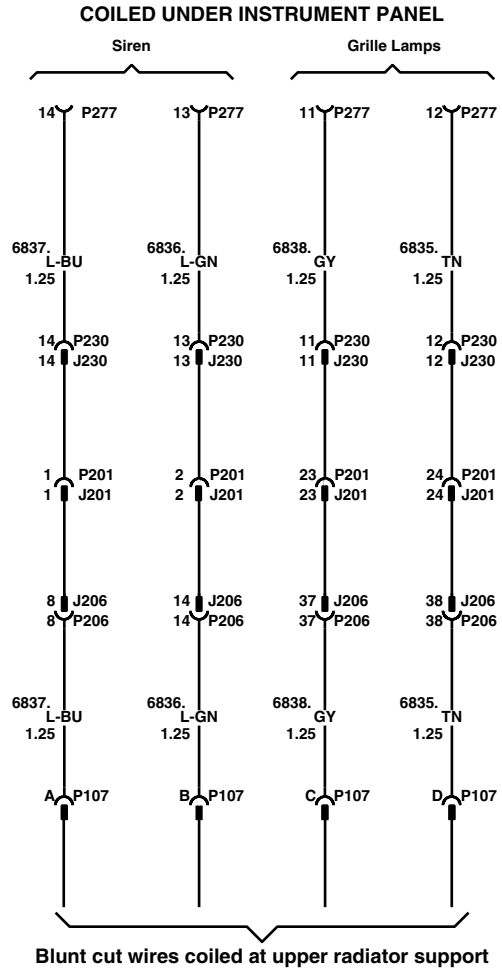 COILED UNDER INSTRUMENT PANEL
Siren Grille Lamps
14 P277 13 P277 11 P277 12 P277
6837. 6836. 6838. 6835.
L-BU L-GN GY TN
1.25 1.25 1.25 1.25
14 P230 13 P230 11 P230 12 P230
14 J230 13 J230 11 J230 12 J230
1 P201 2 P201 23 P201 24 P201
1 J201 2 J201 23 J201 24 J201
8 J206 14 J206 37 J206 38 J206
8 P206 14 P206 37 P206 38 P206
6837. 6836. 6838. 6835.
L-BU L-GN GY TN
1.25 1.25 1.25 1.25
A P107 B P107 C P107 D P107
Blunt cut wires coiled at upper radiator support